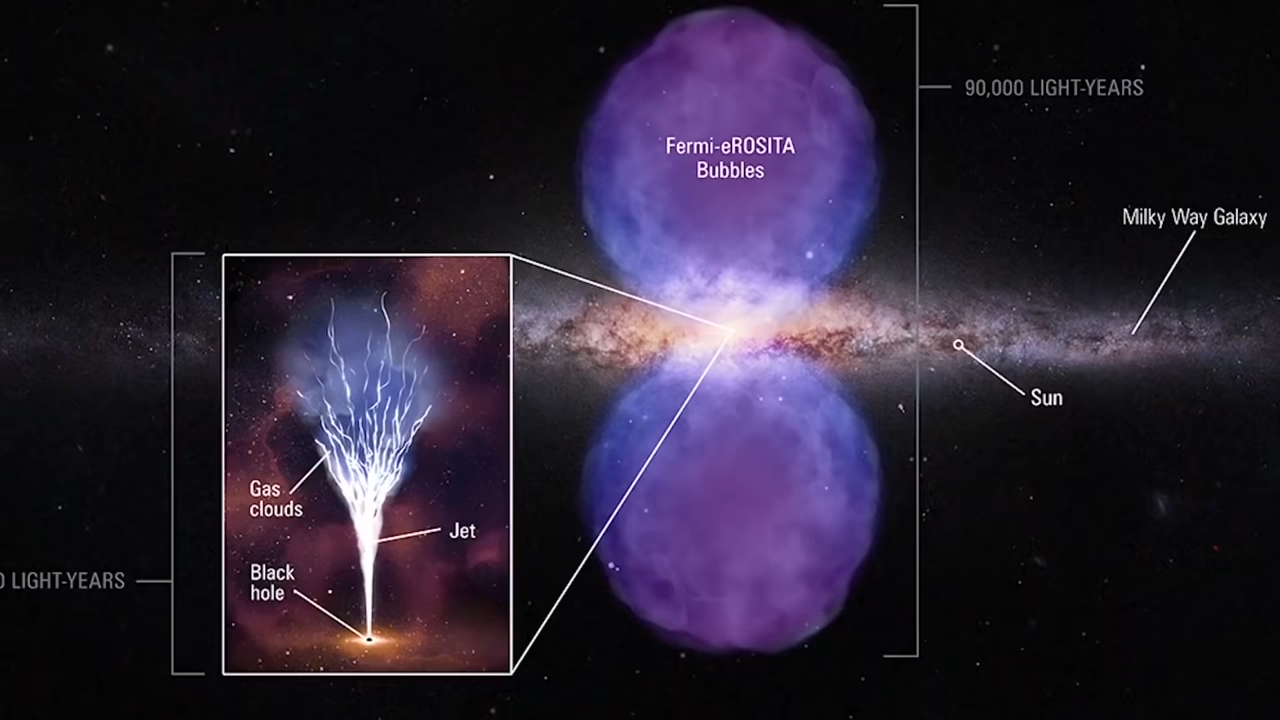 90,000 LIGHT-YEARS
Fermi-eROSITA
Bubbles
Milky Way Galaxy
Sun
Gas
clouds
Jet
Black
hole
0 LIGHT-YEARS